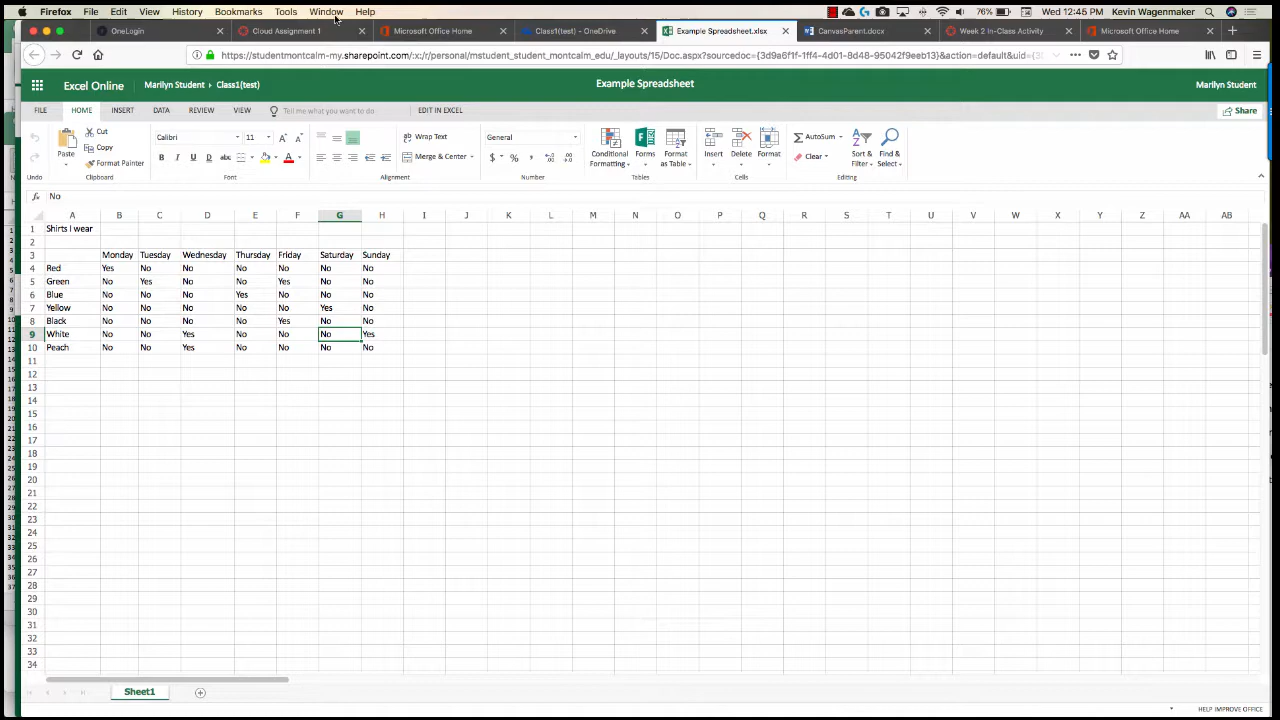 Firefox File Edit View History Bookmarks Tools Window Help 76% Wed 12:45 PM Kevin Wagenmaker
OneLogin Cloud Assignment 1 Microsoft Office Home Class1(test) - OneDrive Example Spreadsheet.xlsx CanvasParent.docx Week 2 In-Class Activity Microsoft Office Home
https://studentmontcalm-my.sharepoint.com/:x:/r/personal/mstudent_student_montcalm_edu/_layouts/15/Doc.aspx?sourcedoc={3d9a6f1f-1ff4-4d01-8d48-95042f9eeb13}&action=default&uid={3
Excel Online Marilyn Student Class1(test) Example Spreadsheet Marilyn Student
FILE HOME INSERT DATA REVIEW VIEW Tell me what you want to do EDIT IN EXCEL Share
Cut Calibri 11 Wrap Text General AutoSum
Paste Copy Conditional Formatting Forms Format as Table Insert Delete Format Sort & Filter Find & Select
Format Painter B I U D abc A Merge & Center $ % , Clear
Undo Clipboard Font Alignment Number Tables Cells Editing
fx No
A B C D E F G H I J K L M N O P Q R S T U V W X Y Z AA AB
1 Shirts I wear
2
3 Monday Tuesday Wednesday Thursday Friday Saturday Sunday
4 Red Yes No No No No No No
5 Green No Yes No No Yes No No
6 Blue No No No Yes No No No
7 Yellow No No No No No Yes No
8 Black No No No No Yes No No
9 White No No Yes No No No Yes
10 Peach No No Yes No No No No
11
12
13
14
15
16
17
18
19
20
21
22
23
24
25
26
27
28
29
30
31
32
33
34
Sheet1
HELP IMPROVE OFFICE